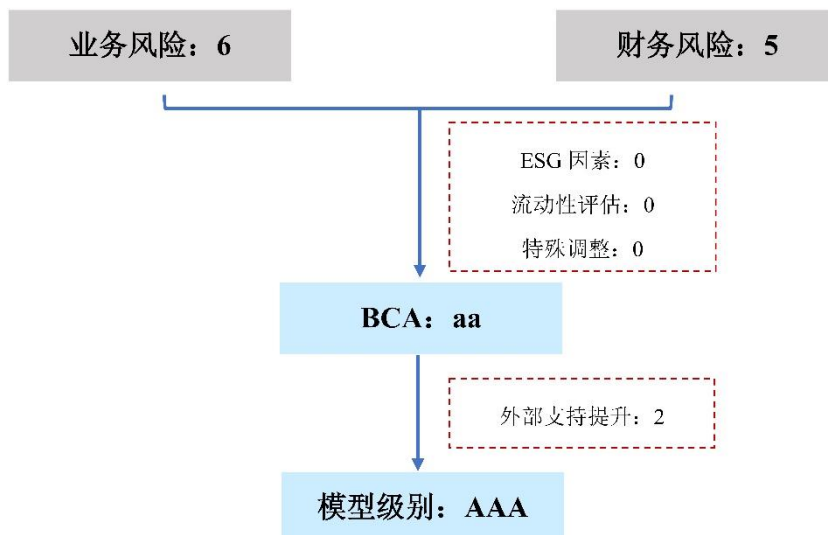 业务风险：6
财务风险：5
ESG 因素：0
流动性评估：0
特殊调整：0
BCA：aa
外部支持提升：2
模型级别：AAA